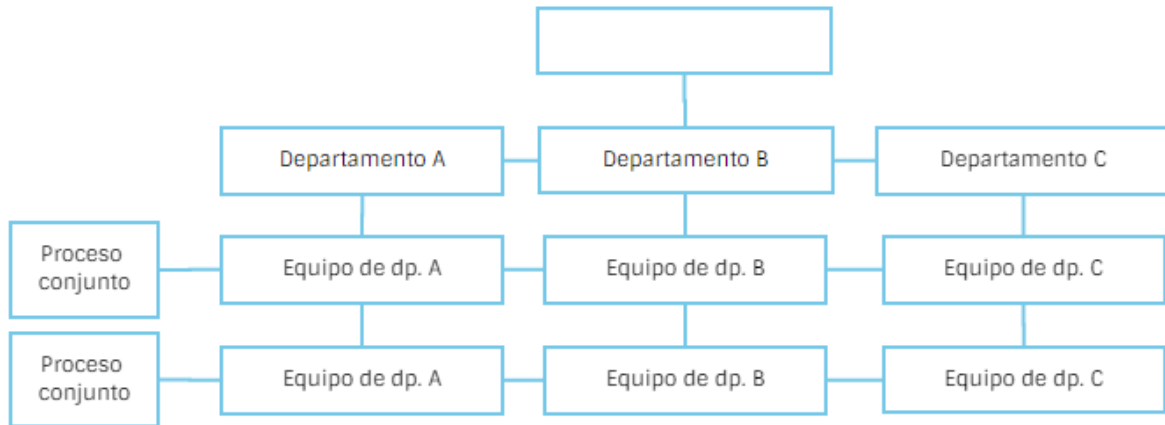 Departamento A
Departamento B
Departamento C
Proceso
conjunto
Equipo de dp. A
Equipo de dp. B
Equipo de dp. C
Proceso
conjunto
Equipo de dp. A
Equipo de dp. B
Equipo de dp. C